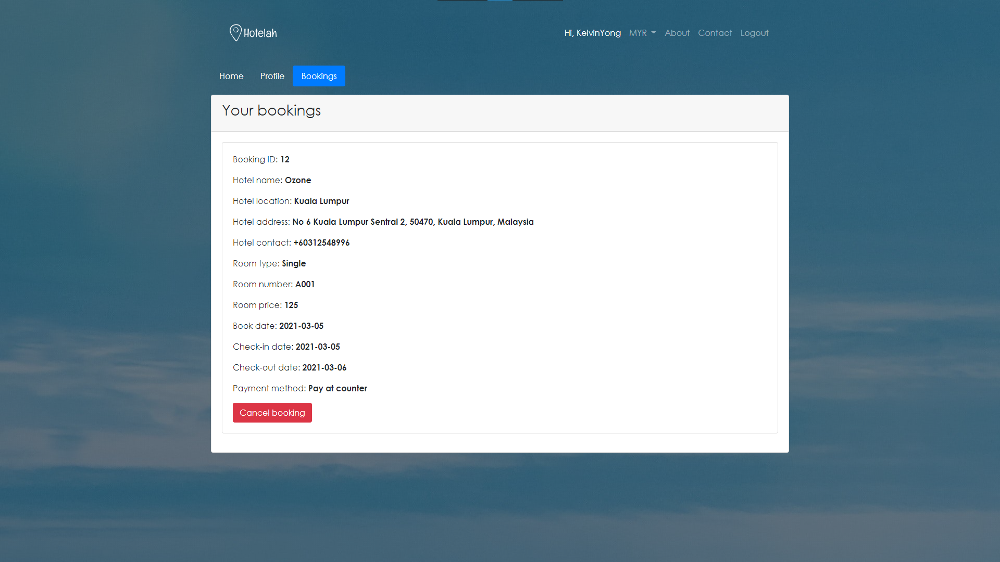 Hotelah
Hi, KelvinYong MYR About Contact Logout
Home Profile Bookings
Your bookings
Booking ID: 12
Hotel name: Ozone
Hotel location: Kuala Lumpur
Hotel address: No 6 Kuala Lumpur Sentral 2, 50470, Kuala Lumpur, Malaysia
Hotel contact: +60312548996
Room type: Single
Room number: A001
Room price: 125
Book date: 2021-03-05
Check-in date: 2021-03-05
Check-out date: 2021-03-06
Payment method: Pay at counter
Cancel booking